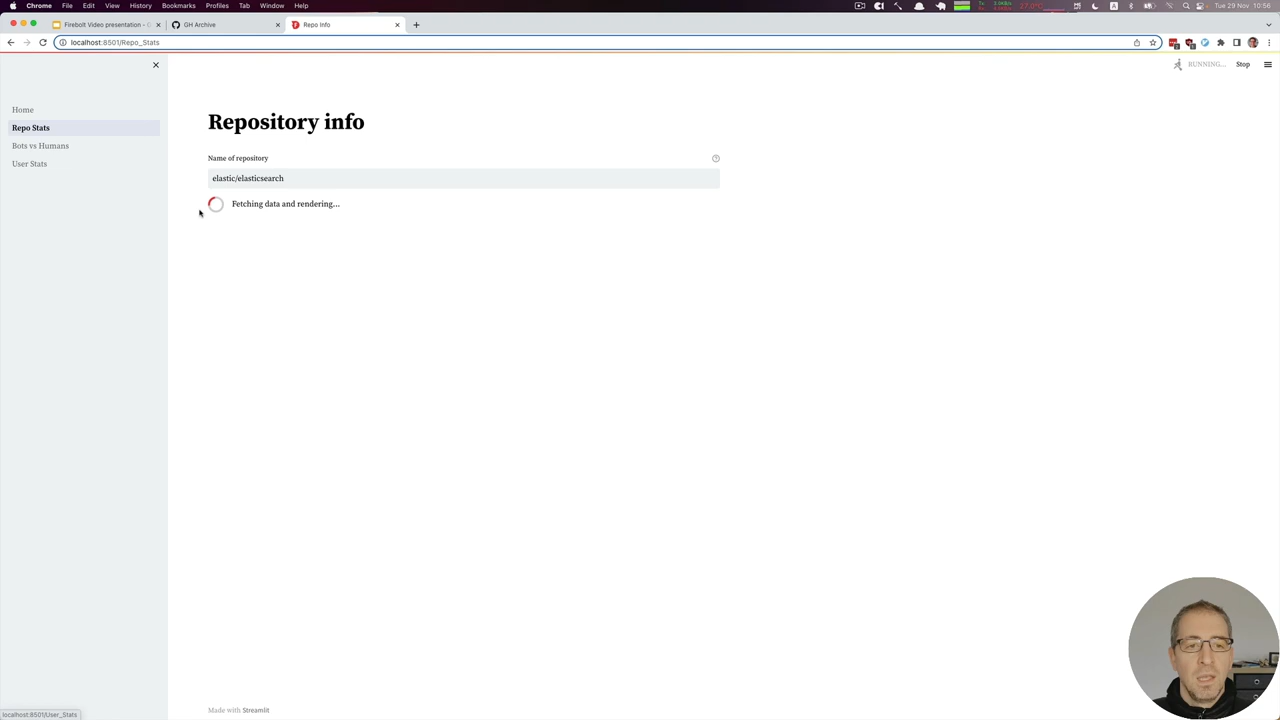 Chrome File Edit View History Bookmarks Profiles Tab Window Help
Tue 29 Nov 10:56
Firebolt Video presentation - G
GH Archive
Repo Info
localhost:8501/Repo_Stats
RUNNING...
Stop
Home
Repo Stats
Bots vs Humans
User Stats
Repository info
Name of repository
elastic/elasticsearch
Fetching data and rendering...
Made with Streamlit
localhost:8501/User_Stats